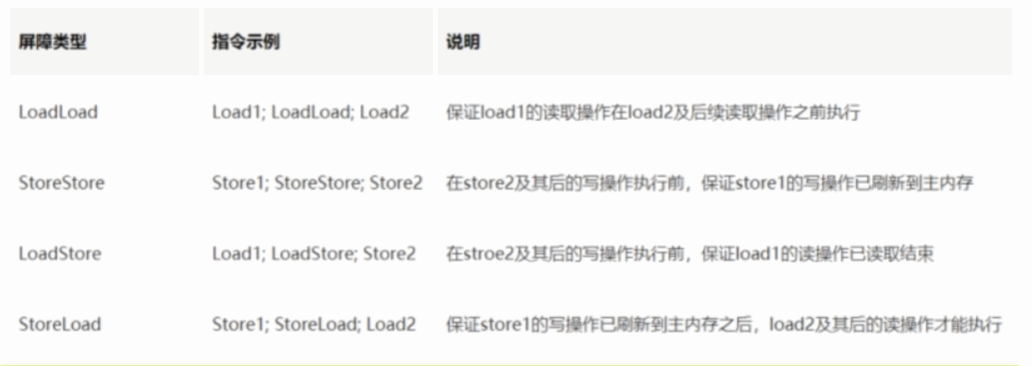 屏障类型 指令示例 说明
LoadLoad Load1; LoadLoad; Load2 保证load1的读取操作在load2及后续读取操作之前执行
StoreStore Store1; StoreStore; Store2 在store2及其后的写操作执行前，保证store1的写操作已刷新到主内存
LoadStore Load1; LoadStore; Store2 在stroe2及其后的写操作执行前，保证load1的读操作已读取结束
StoreLoad Store1; StoreLoad; Load2 保证store1的写操作已刷新到主内存之后，load2及其后的读操作才能执行